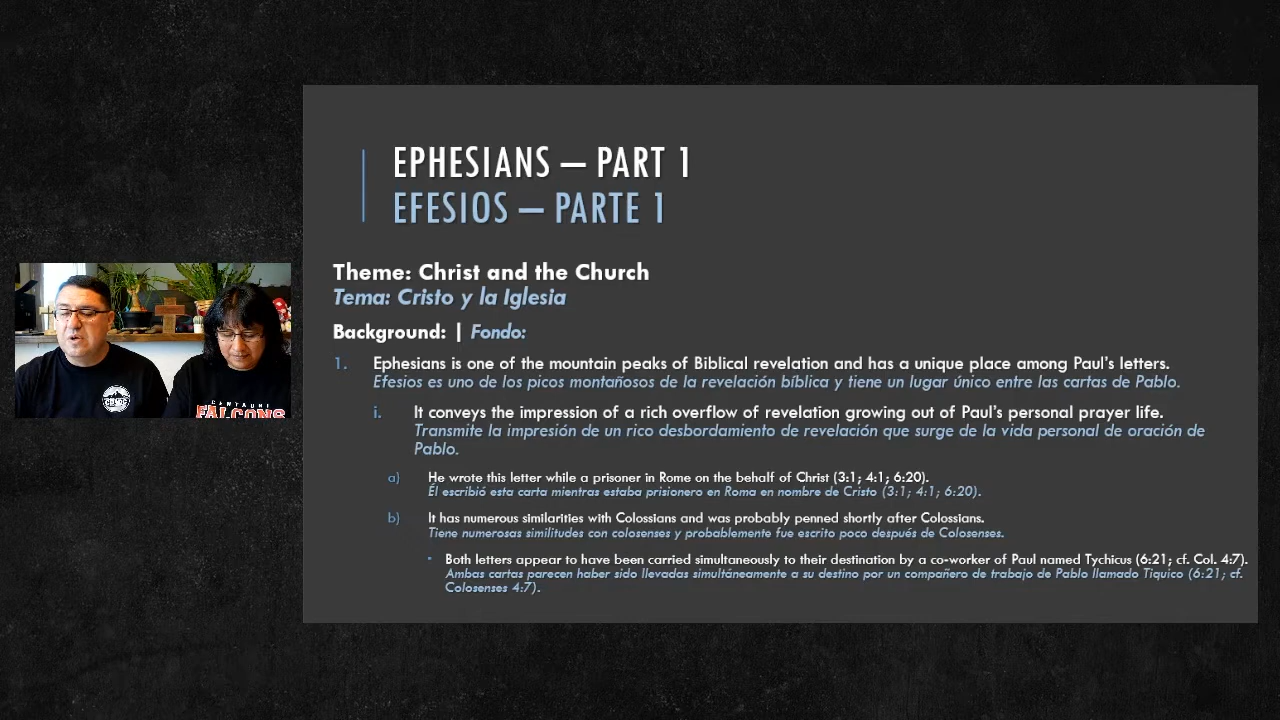 EPHESIANS – PART 1
EFESIOS – PARTE 1
Theme: Christ and the Church
Tema: Cristo y la Iglesia
Background: | Fondo:
1. Ephesians is one of the mountain peaks of Biblical revelation and has a unique place among Paul's letters.
Efesios es uno de los picos montañosos de la revelación bíblica y tiene un lugar único entre las cartas de Pablo.
i. It conveys the impression of a rich overflow of revelation growing out of Paul's personal prayer life.
Transmite la impresión de un rico desbordamiento de revelación que surge de la vida personal de oración de
Pablo.
a) He wrote this letter while a prisoner in Rome on the behalf of Christ (3:1; 4:1; 6:20).
Él escribió esta carta mientras estaba prisionero en Roma en nombre de Cristo (3:1; 4:1; 6:20).
b) It has numerous similarities with Colossians and was probably penned shortly after Colossians.
Tiene numerosas similitudes con colosenses y probablemente fue escrito poco después de Colosenses.
Both letters appear to have been carried simultaneously to their destination by a co-worker of Paul named Tychicus (6:21; cf. Col. 4:7).
Ambas cartas parecen haber sido llevadas simultáneamente a su destino por un compañero de trabajo de Pablo llamado Tiquico (6:21; cf.
Colosenses 4:7).
CENTAURI
FALCONS